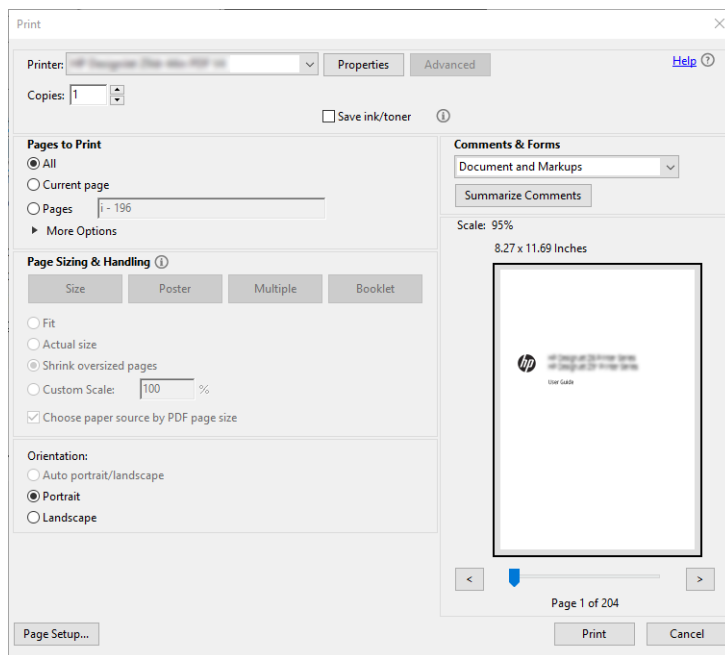 Print
Printer:
Properties
Advanced
Help
Copies: 1
Save ink/toner
Pages to Print
All
Current page
Pages i - 196
More Options
Comments & Forms
Document and Markups
Summarize Comments
Scale: 95%
8.27 x 11.69 Inches
Page Sizing & Handling
Size
Poster
Multiple
Booklet
Fit
Actual size
Shrink oversized pages
Custom Scale: 100 %
Choose paper source by PDF page size
hp
User Guide
Orientation:
Auto portrait/landscape
Portrait
Landscape
<
>
Page 1 of 204
Page Setup...
Print
Cancel